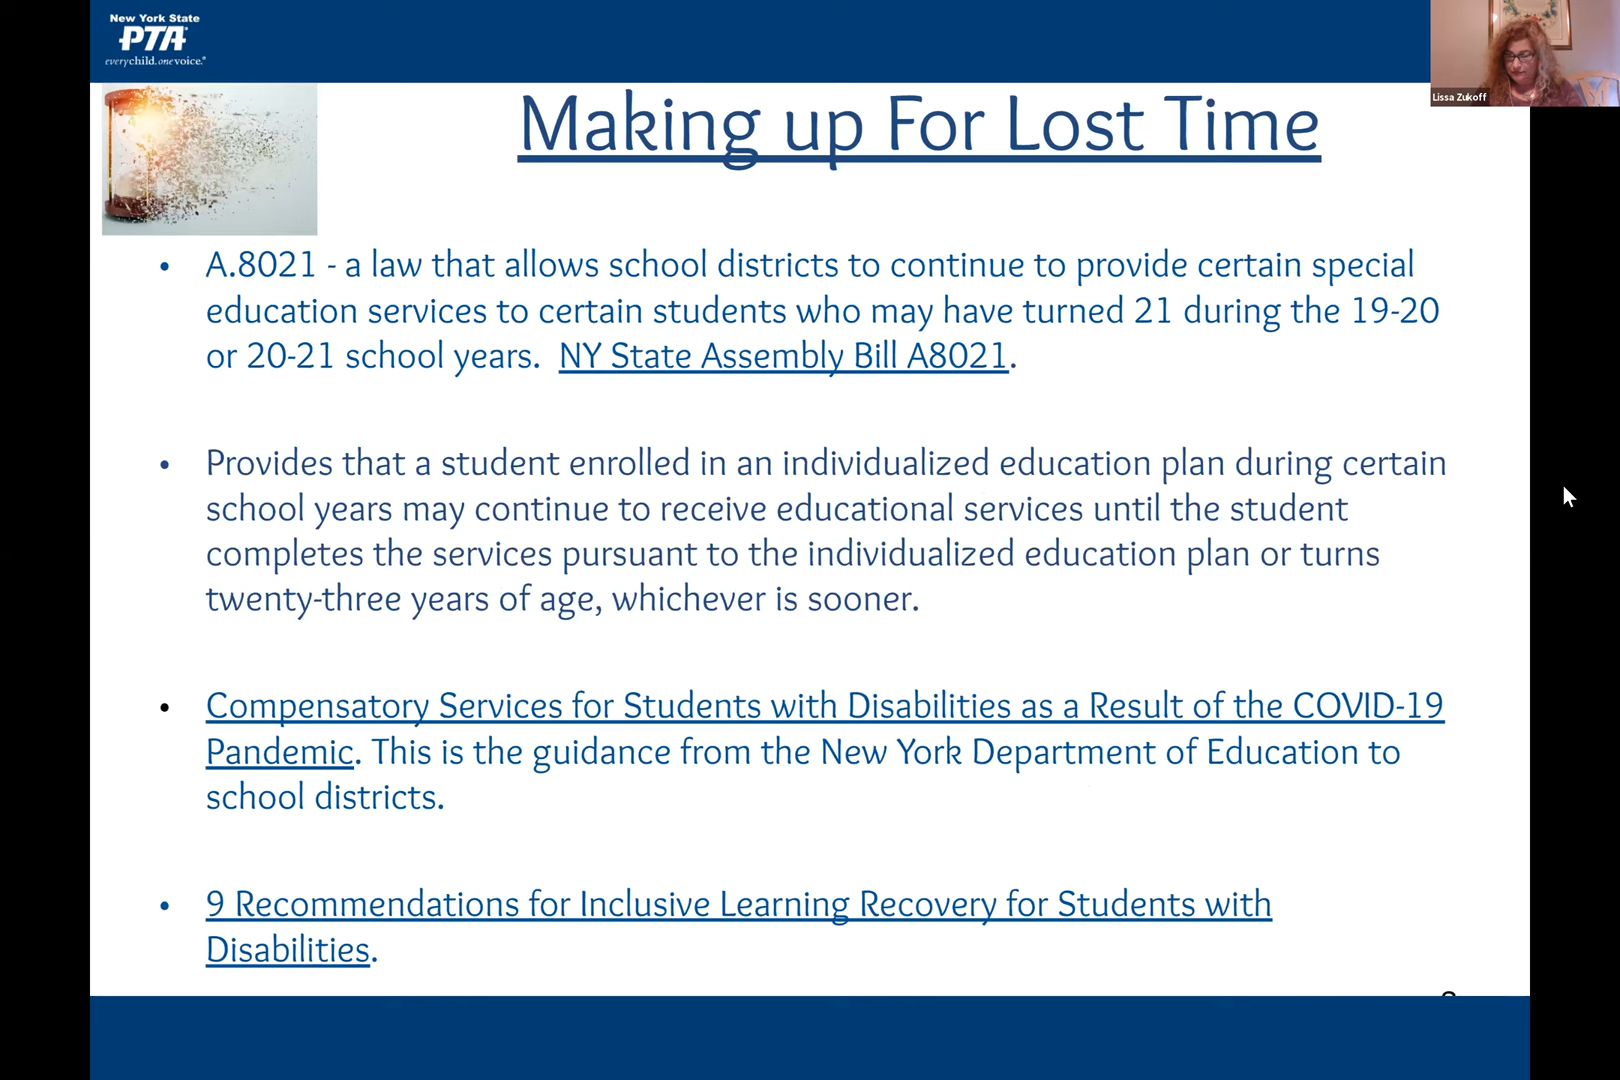 New York State
PTA
everychild.onevoice.®
Lissa Zukoff
Making up For Lost Time
• A.8021 - a law that allows school districts to continue to provide certain special
education services to certain students who may have turned 21 during the 19-20
or 20-21 school years. NY State Assembly Bill A8021.
• Provides that a student enrolled in an individualized education plan during certain
school years may continue to receive educational services until the student
completes the services pursuant to the individualized education plan or turns
twenty-three years of age, whichever is sooner.
• Compensatory Services for Students with Disabilities as a Result of the COVID-19
Pandemic. This is the guidance from the New York Department of Education to
school districts.
• 9 Recommendations for Inclusive Learning Recovery for Students with
Disabilities.